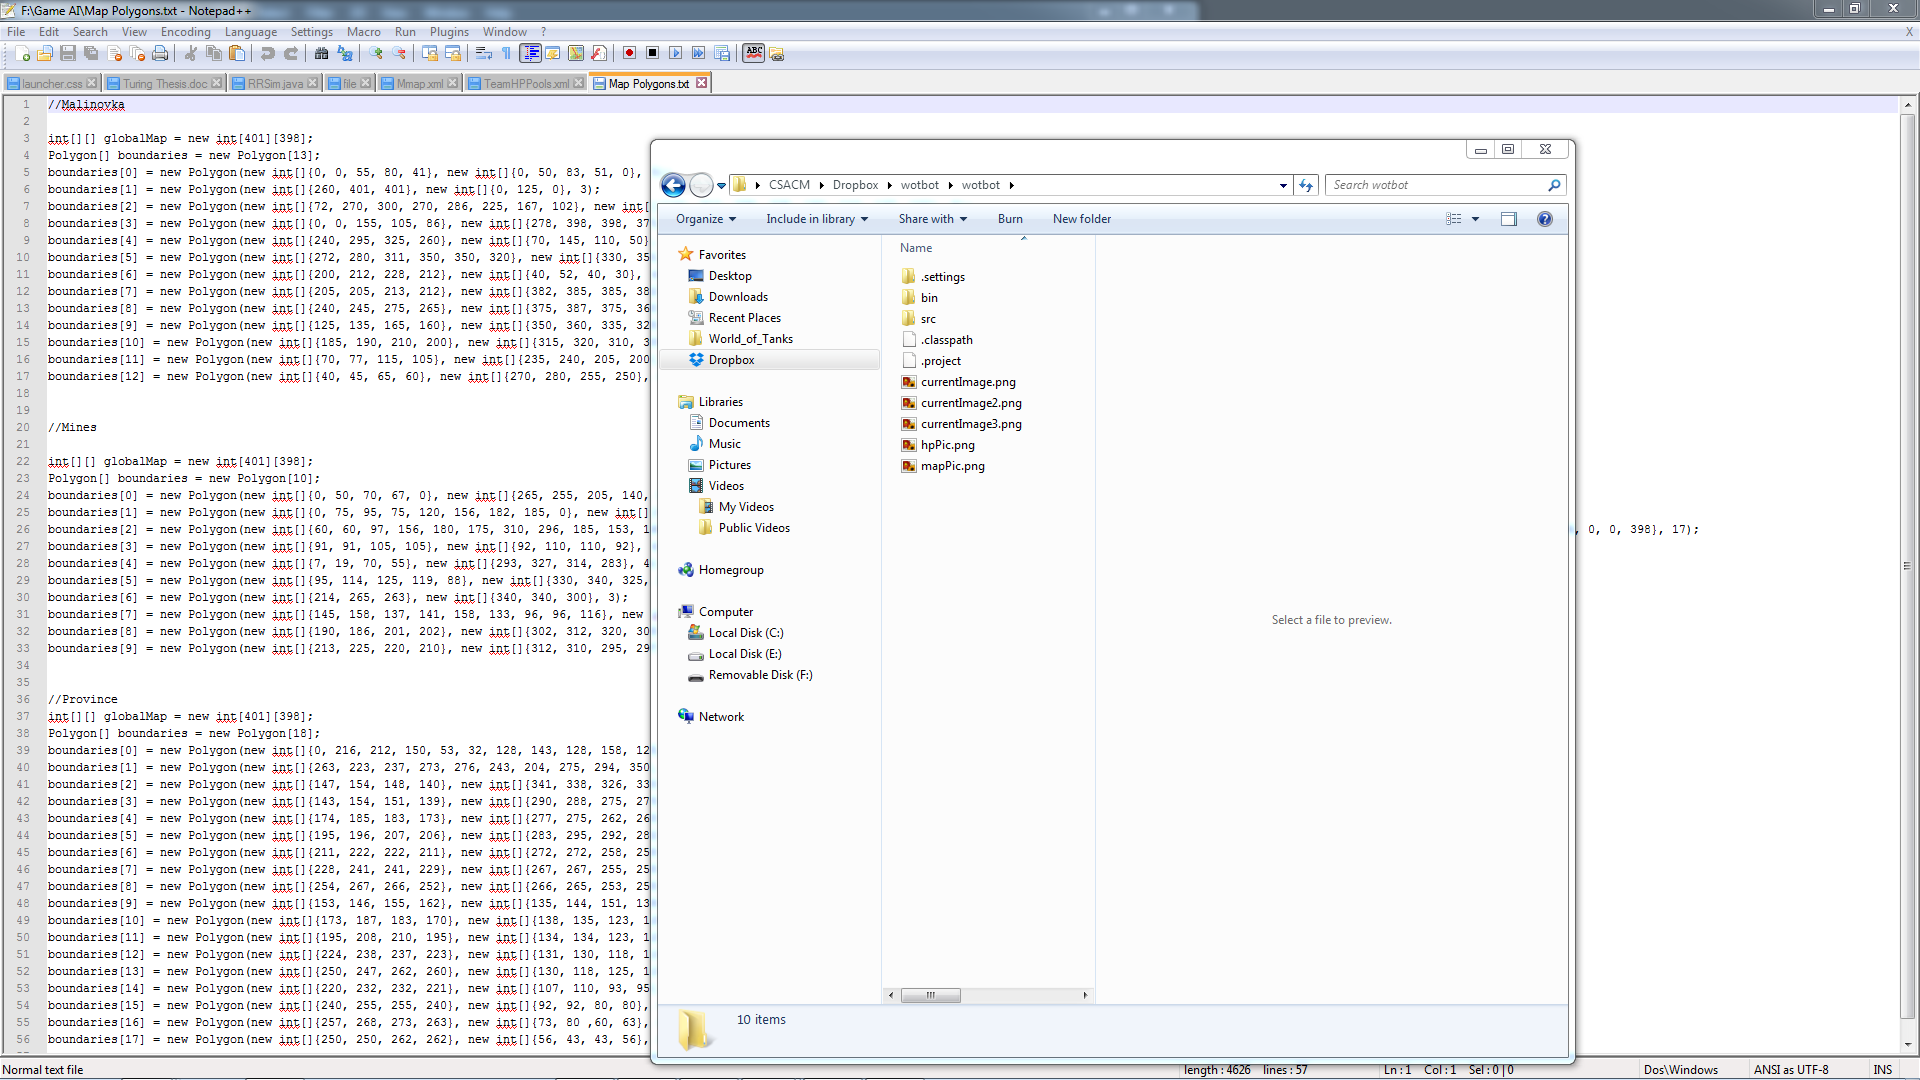 F:\Game AI\Map Polygons.txt - Notepad++
File Edit Search View Encoding Language Settings Macro Run Plugins Window ? X
launcher.css Turing Thesis.doc RRSim.java file Mmap.xml TeamHPPools.xml Map Polygons.txt
1 //Malinovka
2
3 int[][] globalMap = new int[401][398];
4 Polygon[] boundaries = new Polygon[13];
5 boundaries[0] = new Polygon(new int[]{0, 0, 55, 80, 41}, new int[]{0, 50, 83, 51, 0},
6 boundaries[1] = new Polygon(new int[]{260, 401, 401}, new int[]{0, 125, 0}, 3);
7 boundaries[2] = new Polygon(new int[]{72, 270, 300, 270, 286, 225, 167, 102}, new int[
8 boundaries[3] = new Polygon(new int[]{0, 0, 155, 105, 86}, new int[]{278, 398, 398, 37
9 boundaries[4] = new Polygon(new int[]{240, 295, 325, 260}, new int[]{70, 145, 110, 50}
10 boundaries[5] = new Polygon(new int[]{272, 280, 311, 350, 350, 320}, new int[]{330, 35
11 boundaries[6] = new Polygon(new int[]{200, 212, 228, 212}, new int[]{40, 52, 40, 30},
12 boundaries[7] = new Polygon(new int[]{205, 205, 213, 212}, new int[]{382, 385, 385, 38
13 boundaries[8] = new Polygon(new int[]{240, 245, 275, 265}, new int[]{375, 387, 375, 36
14 boundaries[9] = new Polygon(new int[]{125, 135, 165, 160}, new int[]{350, 360, 335, 32
15 boundaries[10] = new Polygon(new int[]{185, 190, 210, 200}, new int[]{315, 320, 310, 3
16 boundaries[11] = new Polygon(new int[]{70, 77, 115, 105}, new int[]{235, 240, 205, 200
17 boundaries[12] = new Polygon(new int[]{40, 45, 65, 60}, new int[]{270, 280, 255, 250},
18
19
20 //Mines
21
22 int[][] globalMap = new int[401][398];
23 Polygon[] boundaries = new Polygon[10];
24 boundaries[0] = new Polygon(new int[]{0, 50, 70, 67, 0}, new int[]{265, 255, 205, 140,
25 boundaries[1] = new Polygon(new int[]{0, 75, 95, 75, 120, 156, 182, 185, 0}, new int[]
26 boundaries[2] = new Polygon(new int[]{60, 60, 97, 156, 180, 175, 310, 296, 185, 153, 1 , 0, 0, 398}, 17);
27 boundaries[3] = new Polygon(new int[]{91, 91, 105, 105}, new int[]{92, 110, 110, 92},
28 boundaries[4] = new Polygon(new int[]{7, 19, 70, 55}, new int[]{293, 327, 314, 283}, 4
29 boundaries[5] = new Polygon(new int[]{95, 114, 125, 119, 88}, new int[]{330, 340, 325,
30 boundaries[6] = new Polygon(new int[]{214, 265, 263}, new int[]{340, 340, 300}, 3);
31 boundaries[7] = new Polygon(new int[]{145, 158, 137, 141, 158, 133, 96, 96, 116}, new
32 boundaries[8] = new Polygon(new int[]{190, 186, 201, 202}, new int[]{302, 312, 320, 30
33 boundaries[9] = new Polygon(new int[]{213, 225, 220, 210}, new int[]{312, 310, 295, 29
34
35
36 //Province
37 int[][] globalMap = new int[401][398];
38 Polygon[] boundaries = new Polygon[18];
39 boundaries[0] = new Polygon(new int[]{0, 216, 212, 150, 53, 32, 128, 143, 128, 158, 12
40 boundaries[1] = new Polygon(new int[]{263, 223, 237, 273, 276, 243, 204, 275, 294, 350
41 boundaries[2] = new Polygon(new int[]{147, 154, 148, 140}, new int[]{341, 338, 326, 33
42 boundaries[3] = new Polygon(new int[]{143, 154, 151, 139}, new int[]{290, 288, 275, 27
43 boundaries[4] = new Polygon(new int[]{174, 185, 183, 173}, new int[]{277, 275, 262, 26
44 boundaries[5] = new Polygon(new int[]{195, 196, 207, 206}, new int[]{283, 295, 292, 28
45 boundaries[6] = new Polygon(new int[]{211, 222, 222, 211}, new int[]{272, 272, 258, 25
46 boundaries[7] = new Polygon(new int[]{228, 241, 241, 229}, new int[]{267, 267, 255, 25
47 boundaries[8] = new Polygon(new int[]{254, 267, 266, 252}, new int[]{266, 265, 253, 25
48 boundaries[9] = new Polygon(new int[]{153, 146, 155, 162}, new int[]{135, 144, 151, 13
49 boundaries[10] = new Polygon(new int[]{173, 187, 183, 170}, new int[]{138, 135, 123, 1
50 boundaries[11] = new Polygon(new int[]{195, 208, 210, 195}, new int[]{134, 134, 123, 1
51 boundaries[12] = new Polygon(new int[]{224, 238, 237, 223}, new int[]{131, 130, 118, 1
52 boundaries[13] = new Polygon(new int[]{250, 247, 262, 260}, new int[]{130, 118, 125, 1
53 boundaries[14] = new Polygon(new int[]{220, 232, 232, 221}, new int[]{107, 110, 93, 95
54 boundaries[15] = new Polygon(new int[]{240, 255, 255, 240}, new int[]{92, 92, 80, 80},
55 boundaries[16] = new Polygon(new int[]{257, 268, 273, 263}, new int[]{73, 80 ,60, 63},
56 boundaries[17] = new Polygon(new int[]{250, 250, 262, 262}, new int[]{56, 43, 43, 56},
CSACM Dropbox wotbot wotbot
Search wotbot
Organize Include in library Share with Burn New folder
Favorites
Desktop
Downloads
Recent Places
World_of_Tanks
Dropbox
Libraries
Documents
Music
Pictures
Videos
My Videos
Public Videos
Homegroup
Computer
Local Disk (C:)
Local Disk (E:)
Removable Disk (F:)
Network
Name
.settings
bin
src
.classpath
.project
currentImage.png
currentImage2.png
currentImage3.png
hpPic.png
mapPic.png
Select a file to preview.
10 items
Normal text file length : 4626 lines : 57 Ln : 1 Col : 1 Sel : 0 | 0 Dos\Windows ANSI as UTF-8 INS